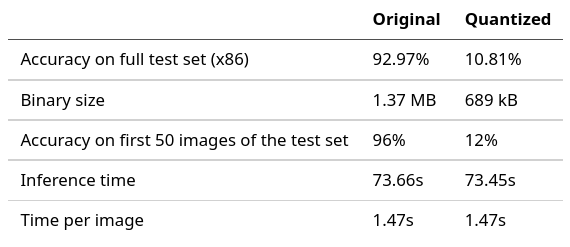 Original Quantized
Accuracy on full test set (x86) 92.97% 10.81%
Binary size 1.37 MB 689 kB
Accuracy on first 50 images of the test set 96% 12%
Inference time 73.66s 73.45s
Time per image 1.47s 1.47s